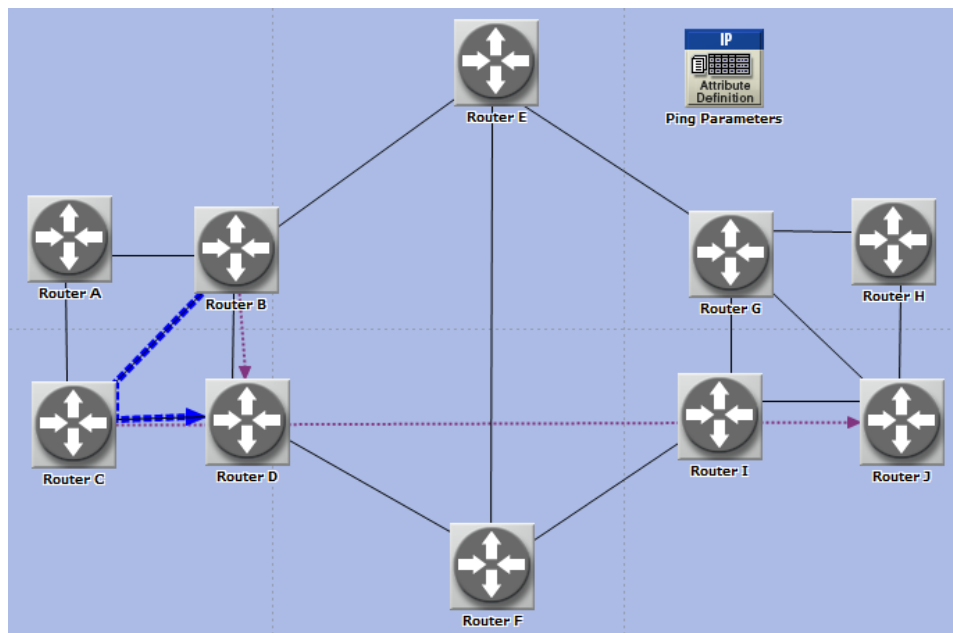 Router E
IP
Attribute
Definition
Ping Parameters
Router A
Router B
Router G
Router H
Router C
Router D
Router I
Router J
Router F